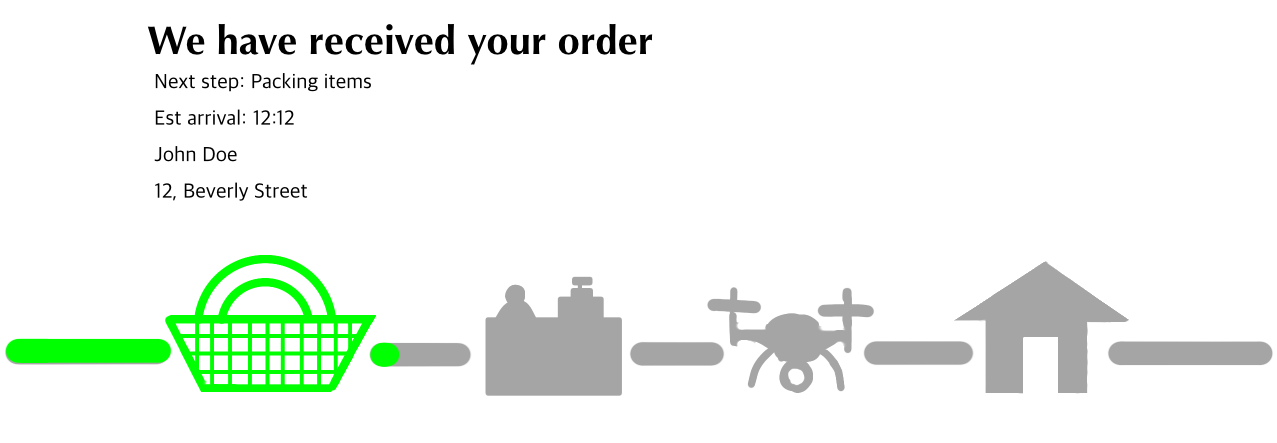 We have received your order
Next step: Packing items
Est arrival: 12:12
John Doe
12, Beverly Street